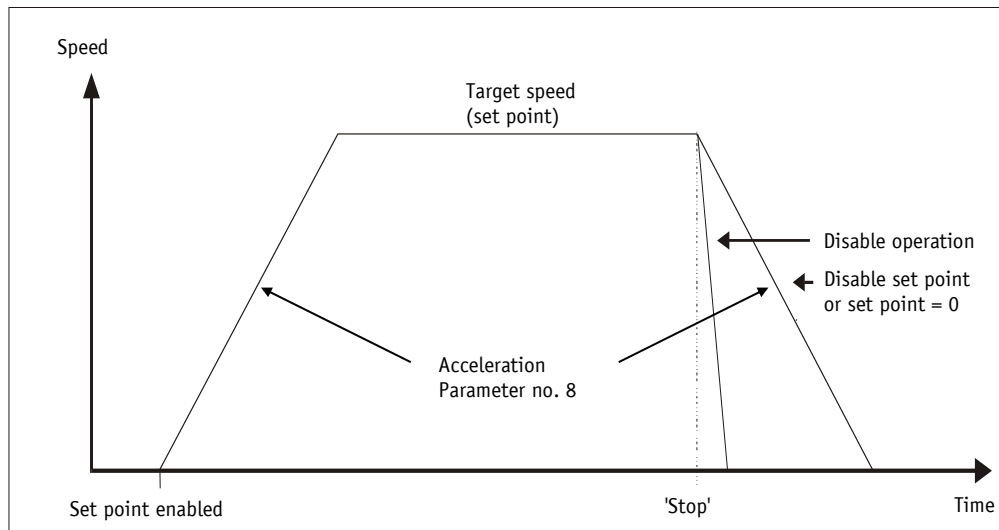 Speed
Target speed
(set point)
Disable operation
Disable set point
or set point = 0
Acceleration
Parameter no. 8
Set point enabled
'Stop'
Time